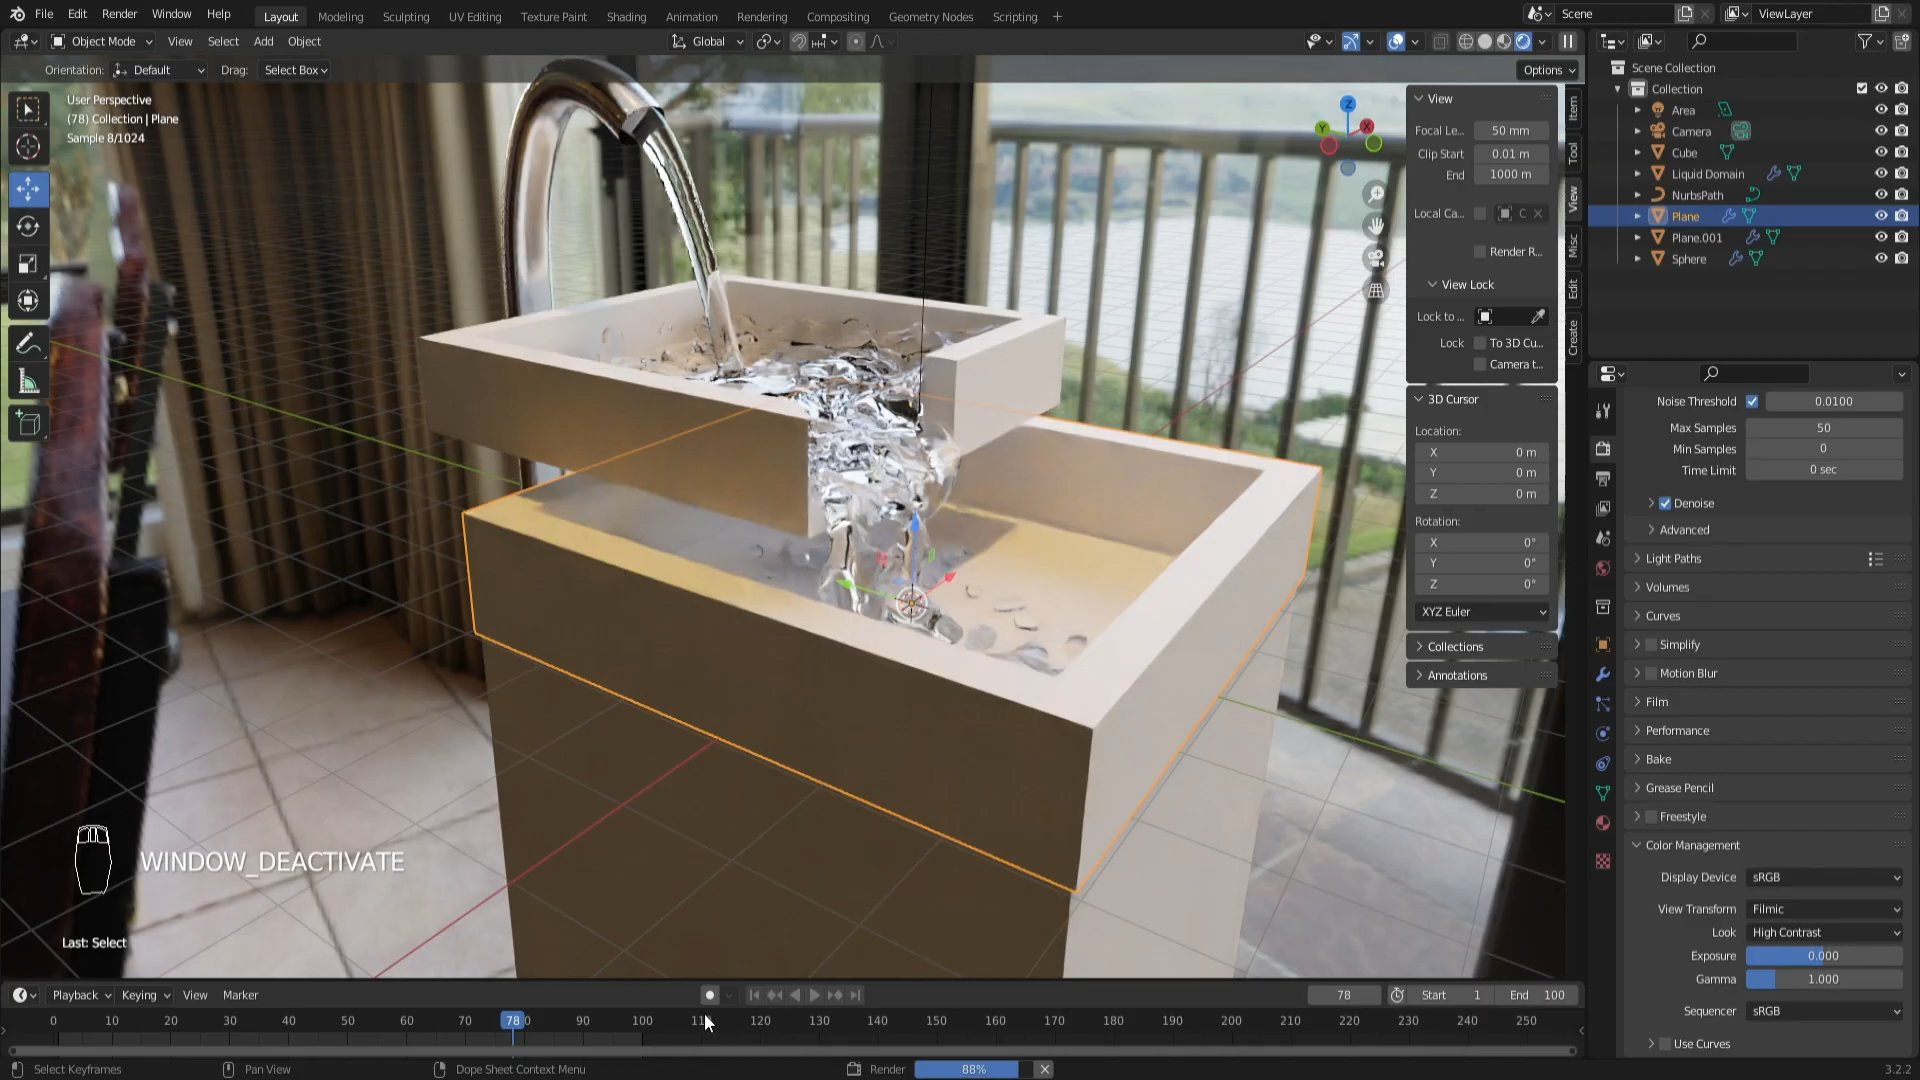 File Edit Render Window Help Layout Modeling Sculpting UV Editing Texture Paint Shading Animation Rendering Compositing Geometry Nodes Scripting + Scene ViewLayer
Object Mode View Select Add Object Global
Orientation: Default Drag: Select Box Options
User Perspective
(78) Collection | Plane
Sample 8/1024
Z
Y X
View
Focal Le... 50 mm
Clip Start 0.01 m
End 1000 m
Local Ca... C
Render R...
View Lock
Lock to ...
Lock To 3D Cu...
Camera t...
3D Cursor
Location:
X 0 m
Y 0 m
Z 0 m
Rotation:
X 0°
Y 0°
Z 0°
XYZ Euler
Collections
Annotations
Item
Tool
View
Misc
Edit
Create
Scene Collection
Collection
Area
Camera
Cube
Liquid Domain
NurbsPath
Plane
Plane.001
Sphere
Noise Threshold 0.0100
Max Samples 50
Min Samples 0
Time Limit 0 sec
Denoise
Advanced
Light Paths
Volumes
Curves
Simplify
Motion Blur
Film
Performance
Bake
Grease Pencil
Freestyle
Color Management
Display Device sRGB
View Transform Filmic
Look High Contrast
Exposure 0.000
Gamma 1.000
Sequencer sRGB
Use Curves
WINDOW_DEACTIVATE
Last: Select
Playback Keying View Marker 78 Start 1 End 100
0 10 20 30 40 50 60 70 78 90 100 120 130 140 150 160 170 180 190 200 210 220 230 240 250
Select Keyframes Pan View Dope Sheet Context Menu Render 88% 3.2.2